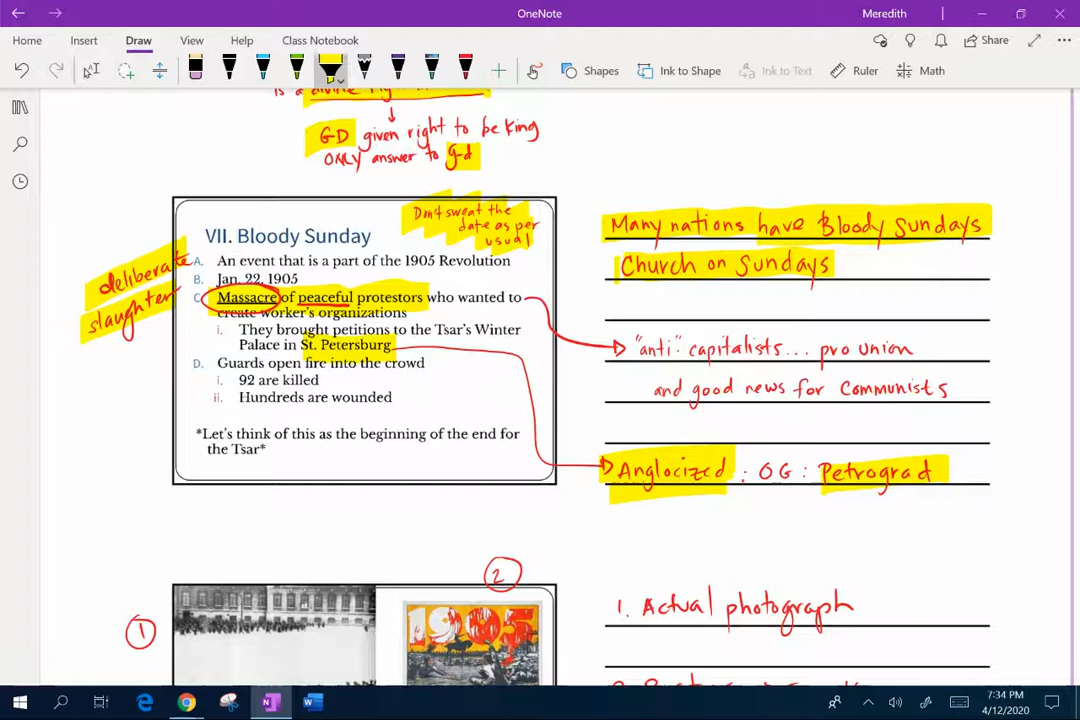 OneNote
Meredith
Home Insert Draw View Help Class Notebook
Share
Shapes
Ink to Shape
Ink to Text
Ruler
Math
is a divine
G-D given right to be king
ONLY answer to g-d
Don't sweat the
date as per
usual
VII. Bloody Sunday
deliberate
slaughter
A. An event that is a part of the 1905 Revolution
B. Jan. 22, 1905
C. Massacre of peaceful protestors who wanted to
create worker's organizations
i. They brought petitions to the Tsar's Winter
Palace in St. Petersburg
D. Guards open fire into the crowd
i. 92 are killed
ii. Hundreds are wounded
*Let's think of this as the beginning of the end for
the Tsar*
Many nations have Bloody Sundays
Church on Sundays
"anti" capitalists... pro union
and good news for Communists
Anglocized : OG : Petrograd
1
2
1905
1. Actual photograph
7:34 PM
4/12/2020